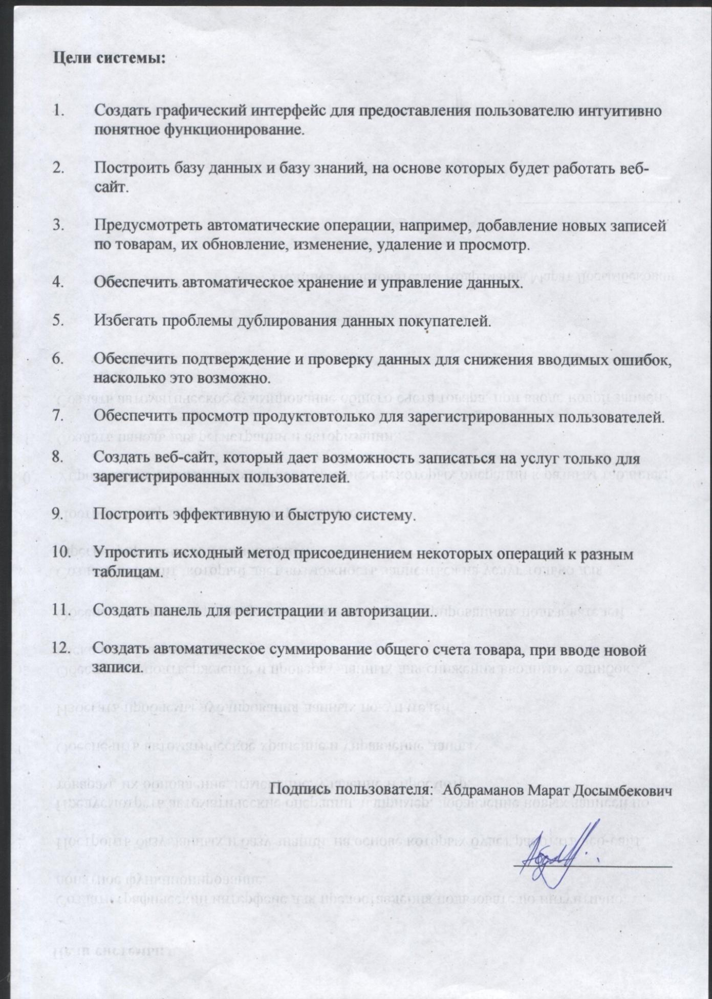 Цели системы:
1. Создать графический интерфейс для предоставления пользователю интуитивно
понятное функционирование.
2. Построить базу данных и базу знаний, на основе которых будет работать веб-
сайт.
3. Предусмотреть автоматические операции, например, добавление новых записей
по товарам, их обновление, изменение, удаление и просмотр.
4. Обеспечить автоматическое хранение и управление данных.
5. Избегать проблемы дублирования данных покупателей.
6. Обеспечить подтверждение и проверку данных для снижения вводимых ошибок,
насколько это возможно.
7. Обеспечить просмотр продуктовтолько для зарегистрированных пользователей.
8. Создать веб-сайт, который дает возможность записаться на услуг только для
зарегистрированных пользователей.
9. Построить эффективную и быструю систему.
10. Упростить исходный метод присоединением некоторых операций к разным
таблицам.
11. Создать панель для регистрации и авторизации..
12. Создать автоматическое суммирование общего счета товара, при вводе новой
записи.
Подпись пользователя: Абдраманов Марат Досымбекович